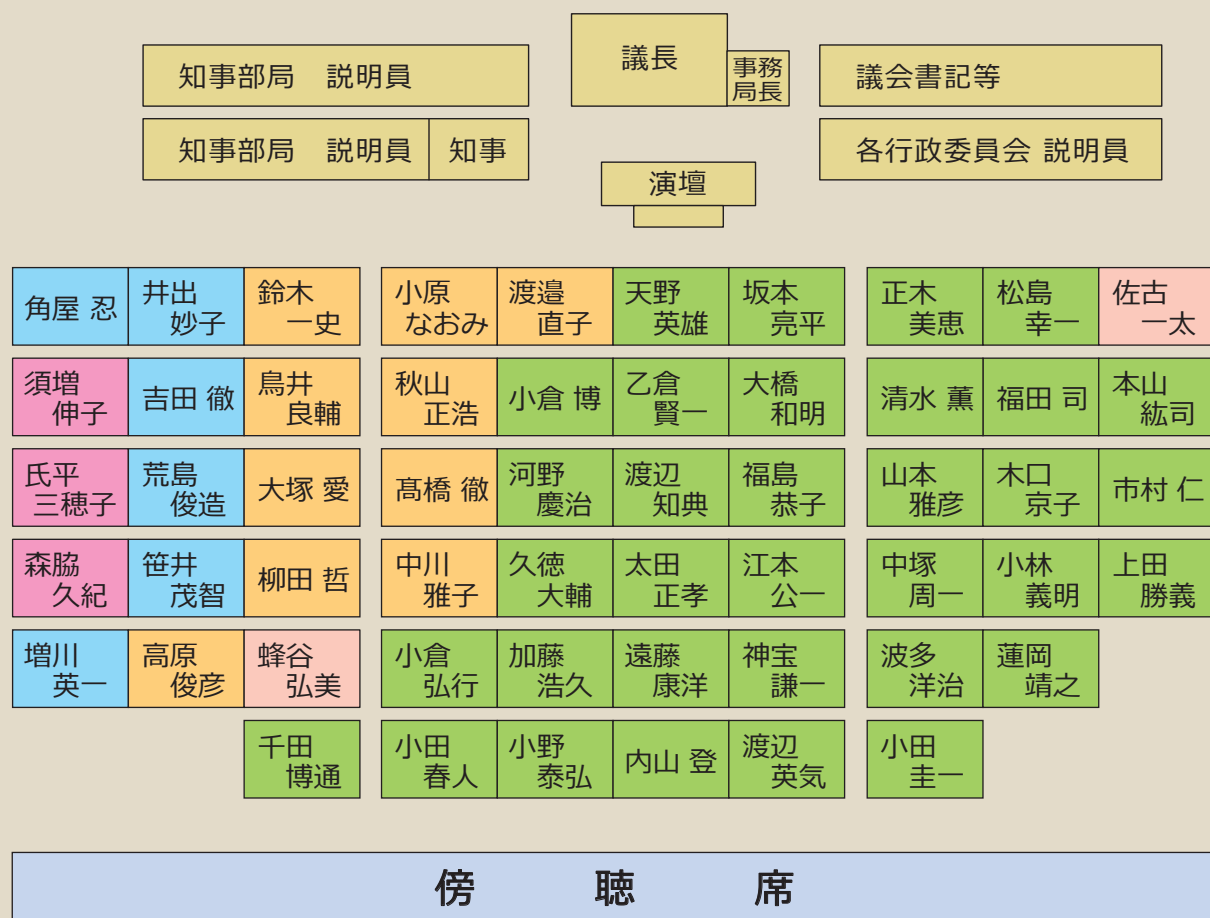 議長
事務
局長
知事部局　説明員
議会書記等
知事部局　説明員
知事
各行政委員会 説明員
演壇
角屋 忍
井出
妙子
鈴木
一史
小原
なおみ
渡邉
直子
天野
英雄
坂本
亮平
正木
美恵
松島
幸一
佐古
一太
須増
伸子
吉田 徹
鳥井
良輔
秋山
正浩
小倉 博
乙倉
賢一
大橋
和明
清水 薫
福田 司
本山
紘司
氏平
三穂子
荒島
俊造
大塚 愛
髙橋 徹
河野
慶治
渡辺
知典
福島
恭子
山本
雅彦
木口
京子
市村 仁
森脇
久紀
笹井
茂智
柳田 哲
中川
雅子
久徳
大輔
太田
正孝
江本
公一
中塚
周一
小林
義明
上田
勝義
増川
英一
高原
俊彦
蜂谷
弘美
小倉
弘行
加藤
浩久
遠藤
康洋
神宝
謙一
波多
洋治
蓮岡
靖之
千田
博通
小田
春人
小野
泰弘
内山 登
渡辺
英気
小田
圭一
傍聴席